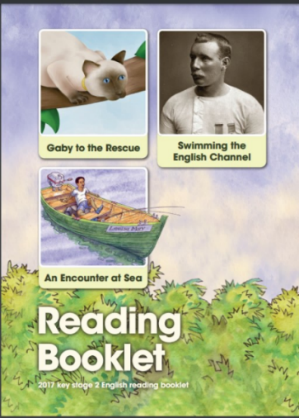 Gaby to the Rescue
Swimming the
English Channel
An Encounter at Sea
Reading
Booklet
2017 key stage 2 English reading booklet